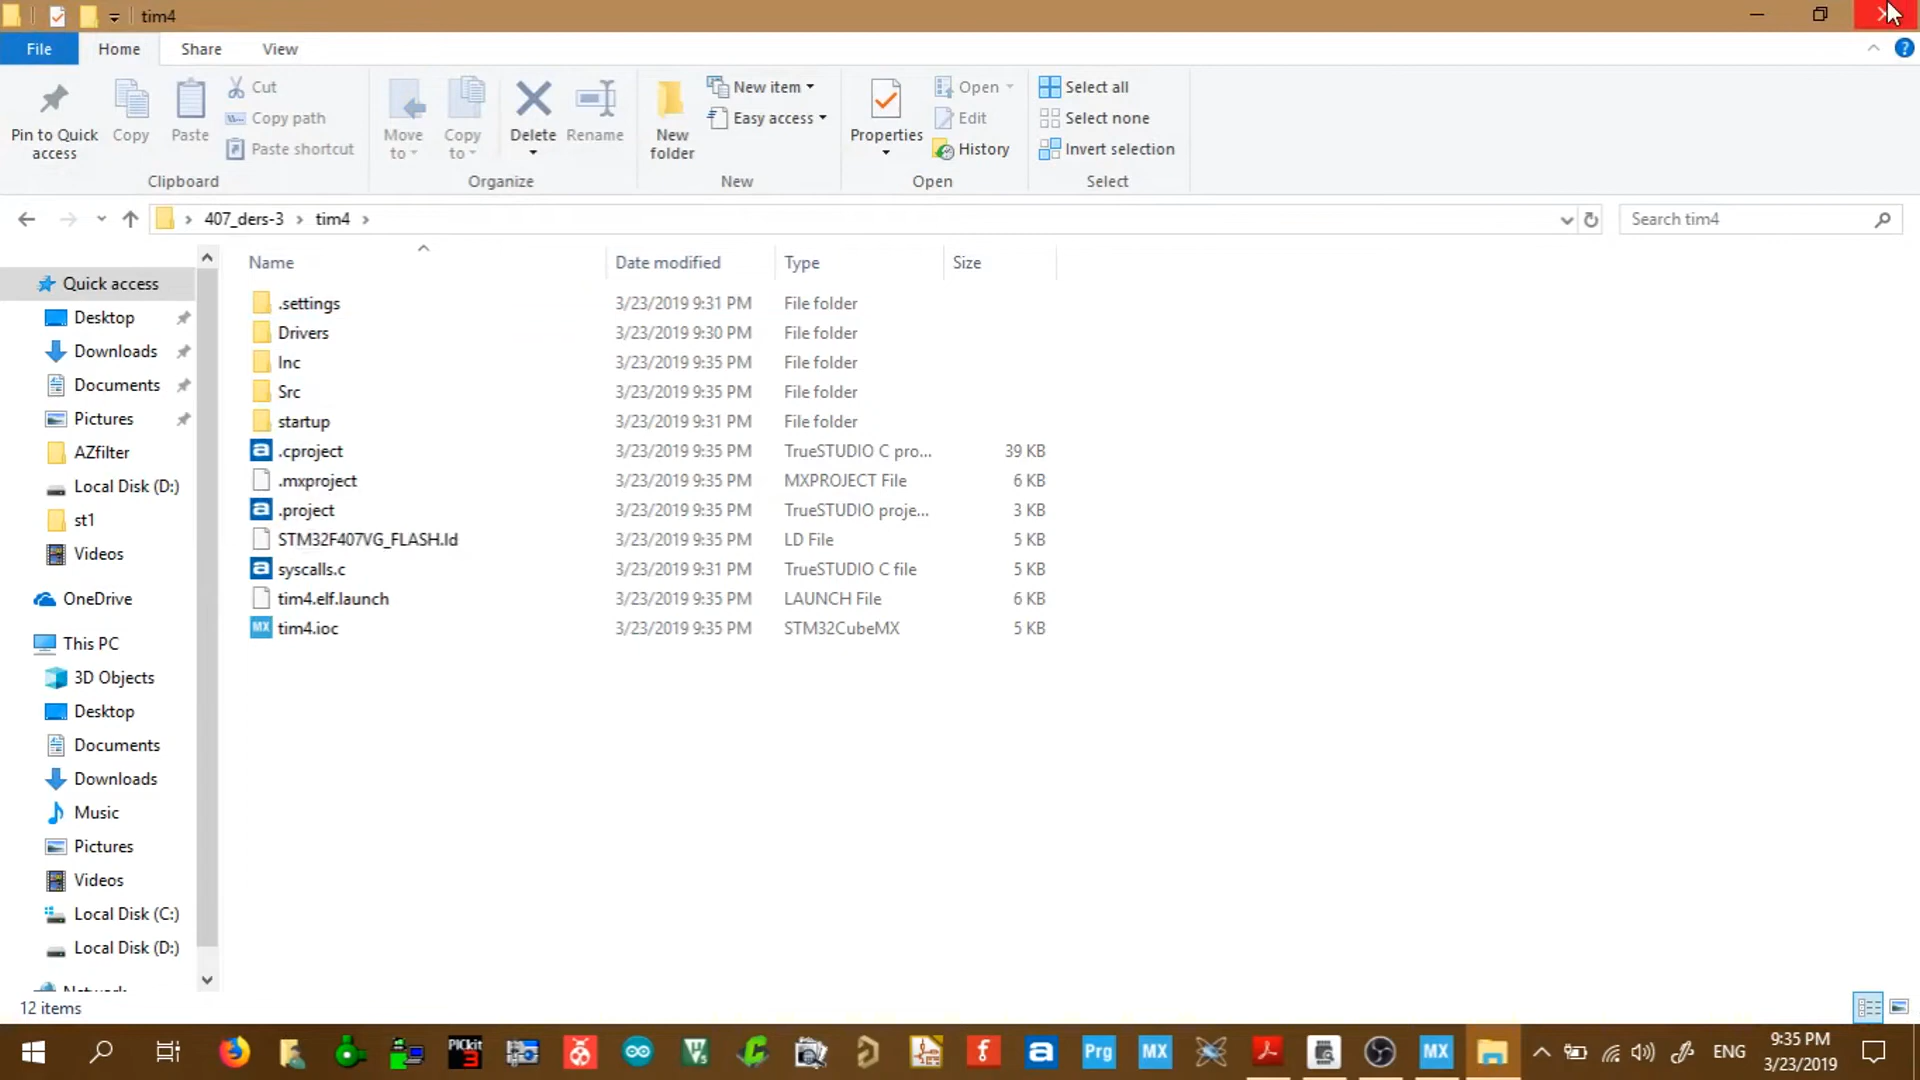 tim4
File Home Share View
Pin to Quick access
Copy
Paste
Cut
Copy path
Paste shortcut
Clipboard
Move to
Copy to
Delete
Rename
Organize
New folder
New item
Easy access
New
Properties
Open
Edit
History
Open
Select all
Select none
Invert selection
Select
407_ders-3 tim4
Search tim4
Name Date modified Type Size
.settings 3/23/2019 9:31 PM File folder
Drivers 3/23/2019 9:30 PM File folder
Inc 3/23/2019 9:35 PM File folder
Src 3/23/2019 9:35 PM File folder
startup 3/23/2019 9:31 PM File folder
.cproject 3/23/2019 9:35 PM TrueSTUDIO C pro... 39 KB
.mxproject 3/23/2019 9:35 PM MXPROJECT File 6 KB
.project 3/23/2019 9:35 PM TrueSTUDIO proje... 3 KB
STM32F407VG_FLASH.ld 3/23/2019 9:35 PM LD File 5 KB
syscalls.c 3/23/2019 9:31 PM TrueSTUDIO C file 5 KB
tim4.elf.launch 3/23/2019 9:35 PM LAUNCH File 6 KB
MX tim4.ioc 3/23/2019 9:35 PM STM32CubeMX 5 KB
Quick access
Desktop
Downloads
Documents
Pictures
AZfilter
Local Disk (D:)
st1
Videos
OneDrive
This PC
3D Objects
Desktop
Documents
Downloads
Music
Pictures
Videos
Local Disk (C:)
Local Disk (D:)
Network
12 items
PICkit 3
Prg
MX
MX
ENG
9:35 PM
3/23/2019